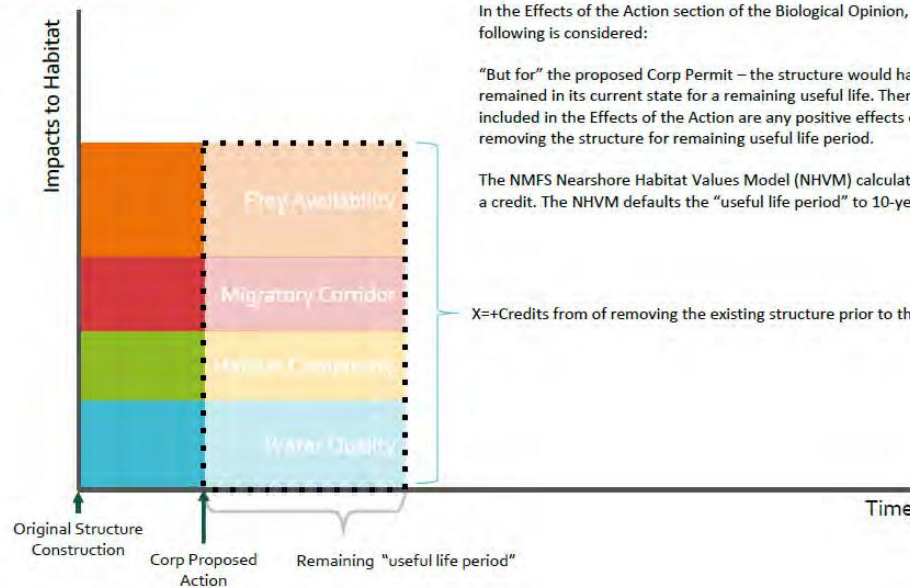 Impacts to Habitat
In the Effects of the Action section of the Biological Opinion,
following is considered:
“But for” the proposed Corp Permit – the structure would ha
remained in its current state for a remaining useful life. Ther
included in the Effects of the Action are any positive effects
removing the structure for remaining useful life period.
The NMFS Nearshore Habitat Values Model (NHVM) calculat
a credit. The NHVM defaults the “useful life period” to 10-ye
Prey Availability
Migratory Corridor
X=+Credits from of removing the existing structure prior to th
Habitat Complexity
Water Quality
Time
Original Structure
Construction
Corp Proposed
Action
Remaining “useful life period”